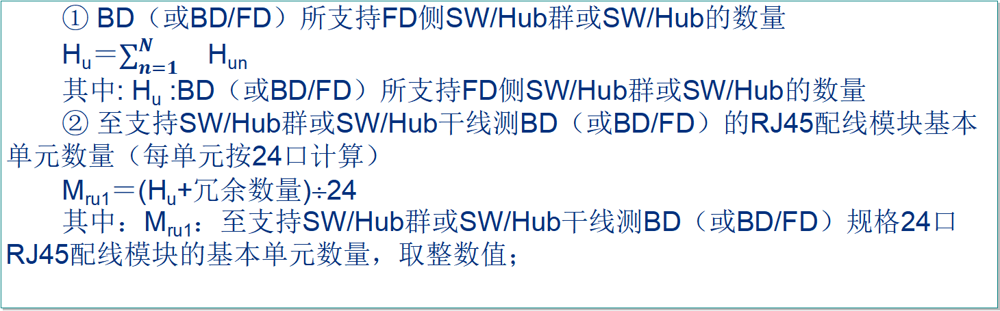 ① BD（或BD/FD）所支持FD侧SW/Hub群或SW/Hub的数量
Hu＝∑n=1N Hun
其中: Hu :BD（或BD/FD）所支持FD侧SW/Hub群或SW/Hub的数量
② 至支持SW/Hub群或SW/Hub干线测BD（或BD/FD）的RJ45配线模块基本
单元数量（每单元按24口计算）
Mru1＝(Hu+冗余数量)÷24
其中：Mru1：至支持SW/Hub群或SW/Hub干线测BD（或BD/FD）规格24口
RJ45配线模块的基本单元数量，取整数值；